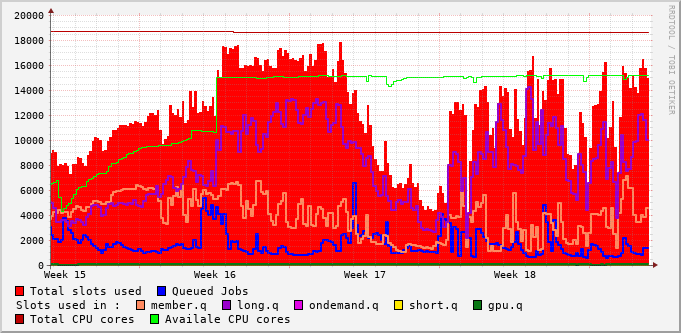 20000
18000
16000
14000
12000
10000
8000
6000
4000
2000
0
Week 15 Week 16 Week 17 Week 18
Total slots used Queued Jobs
Slots used in : member.q long.q ondemand.q short.q gpu.q
Total CPU cores Availale CPU cores
RRDTOOL / TOBI OETIKER